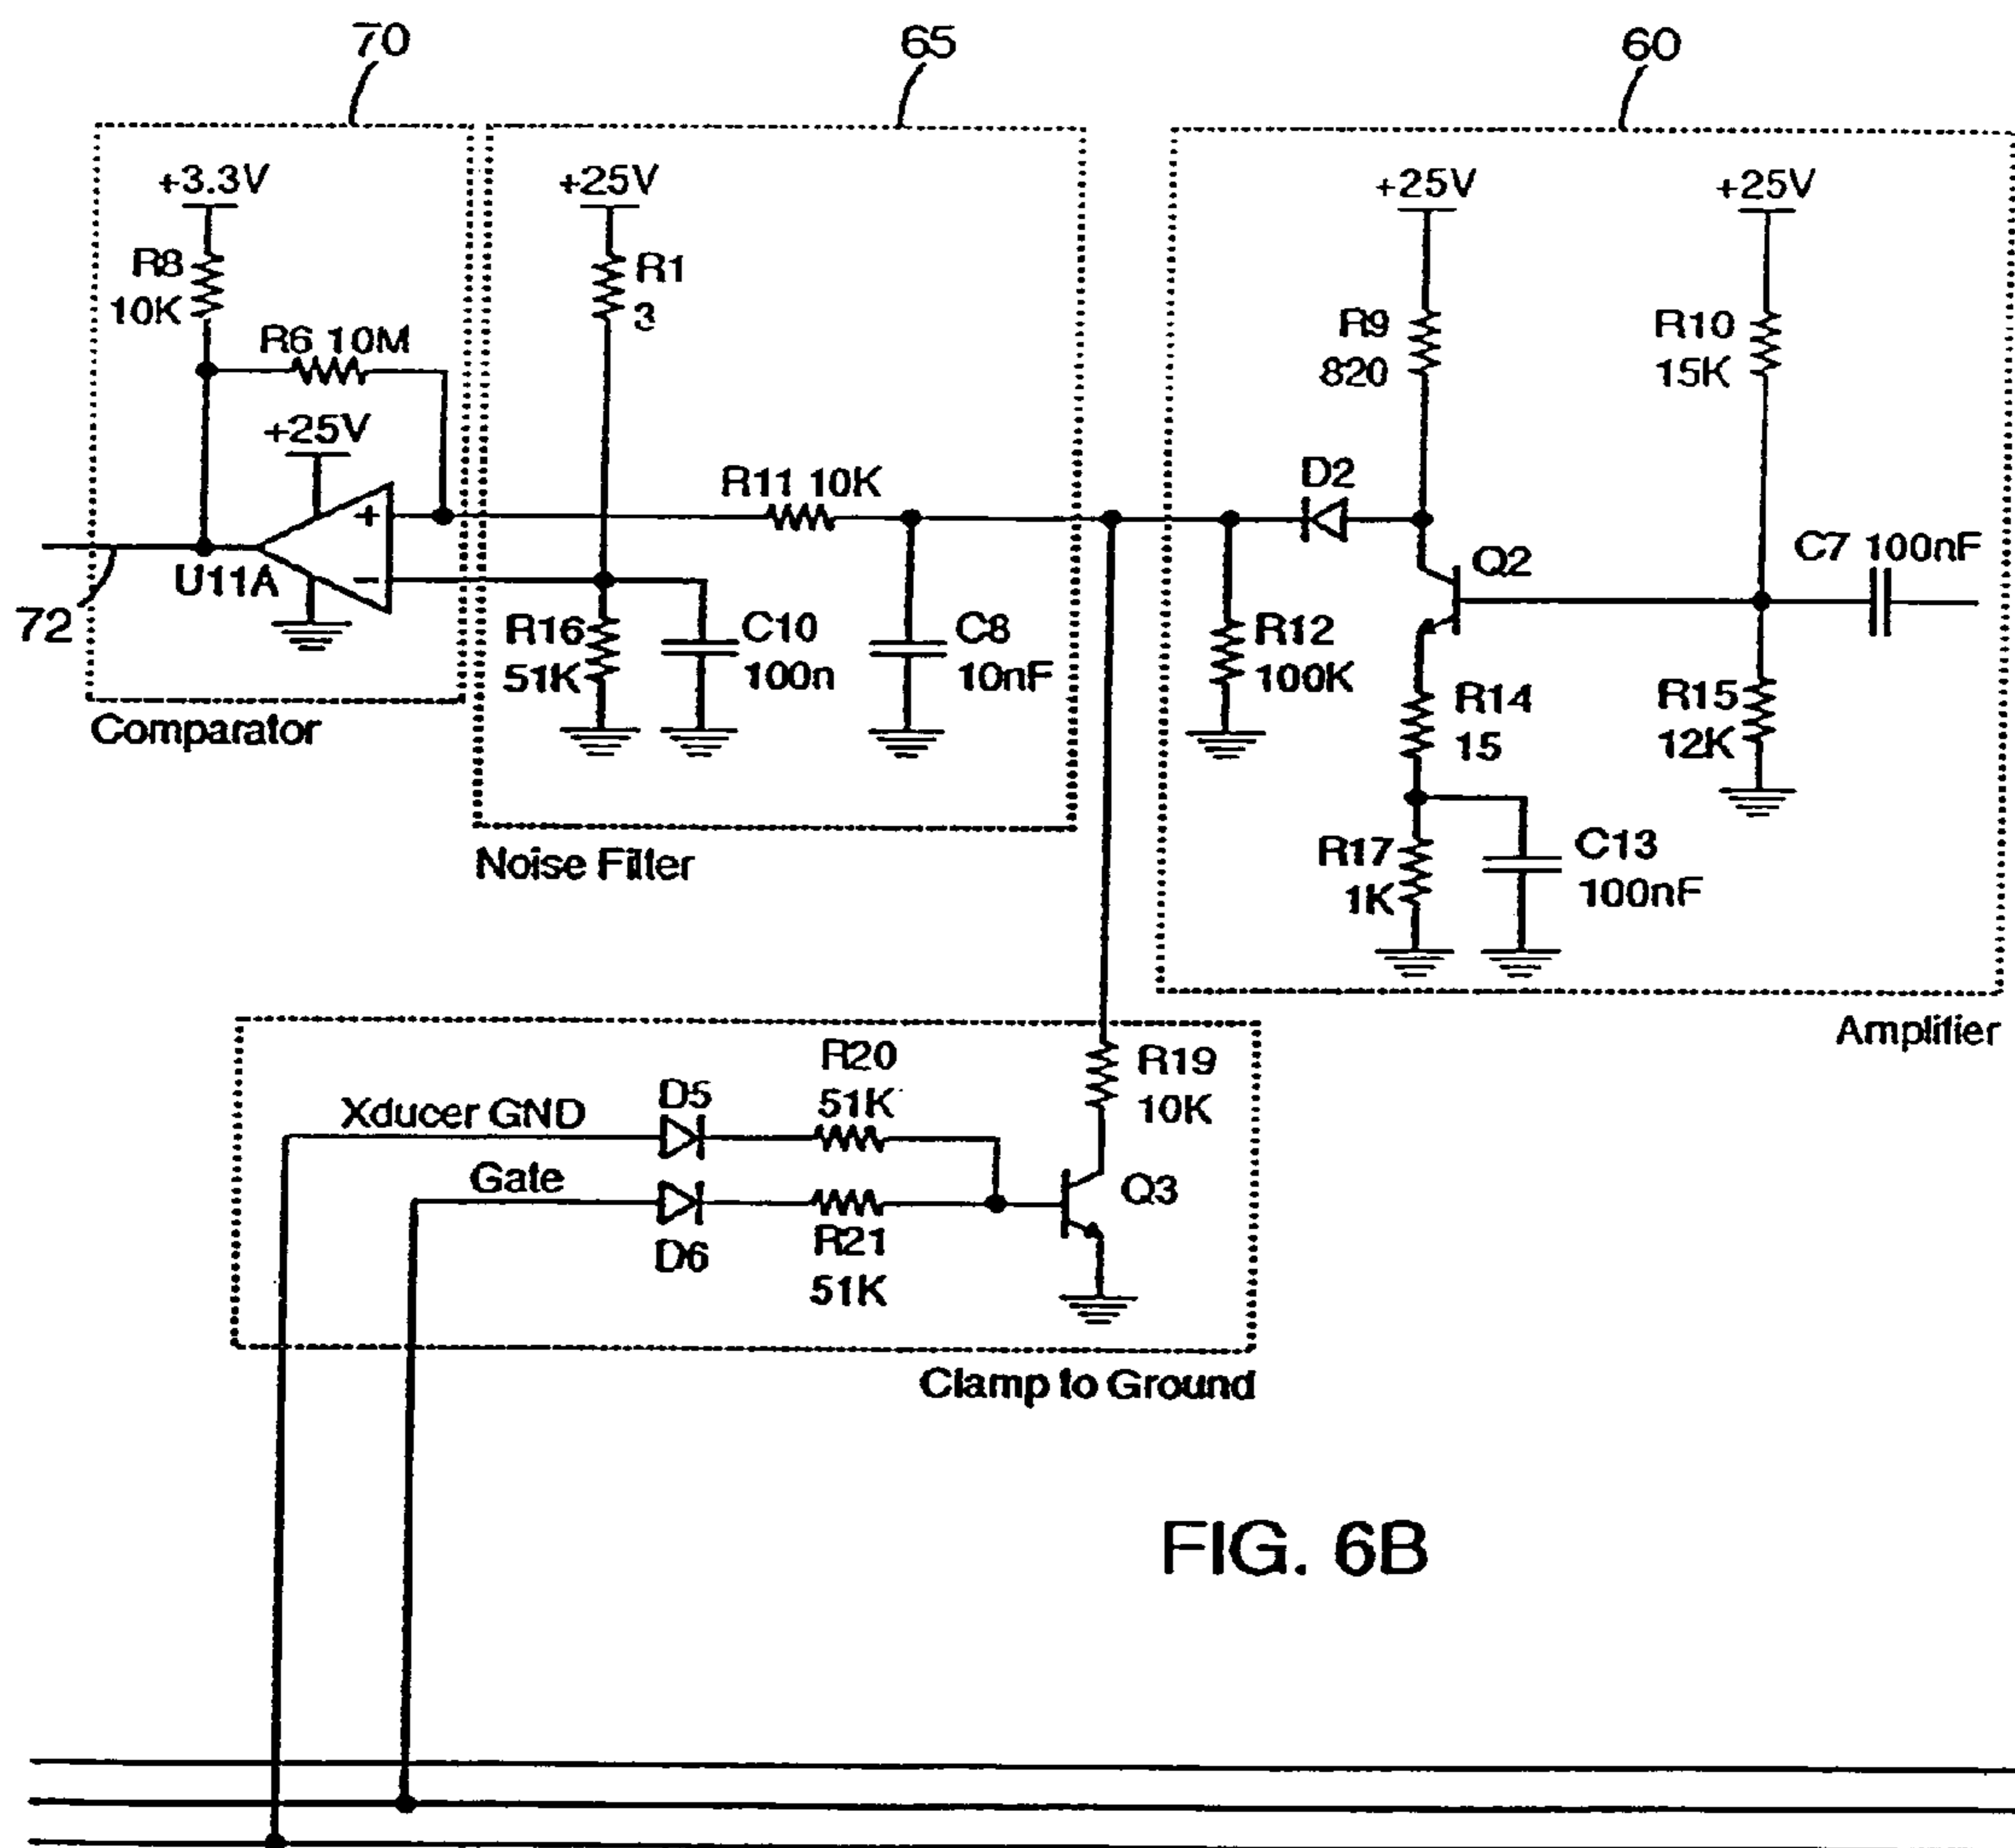 70
65
60
+3.3V
+25V
+25V
+25V
R8
10K
R1
3
R9
820
R10
15K
R6 10M
+25V
R11 10K
D2
C7 100nF
+
−
U11A
Q2
72
R16
51K
C10
100n
C8
10nF
R12
100K
R14
15
R15
12K
Comparator
Noise Filter
R17
1K
C13
100nF
Amplifier
R20
51K
R19
10K
D5
Xducer GND
Gate
Q3
D6
R21
51K
Clamp to Ground
FIG. 6B